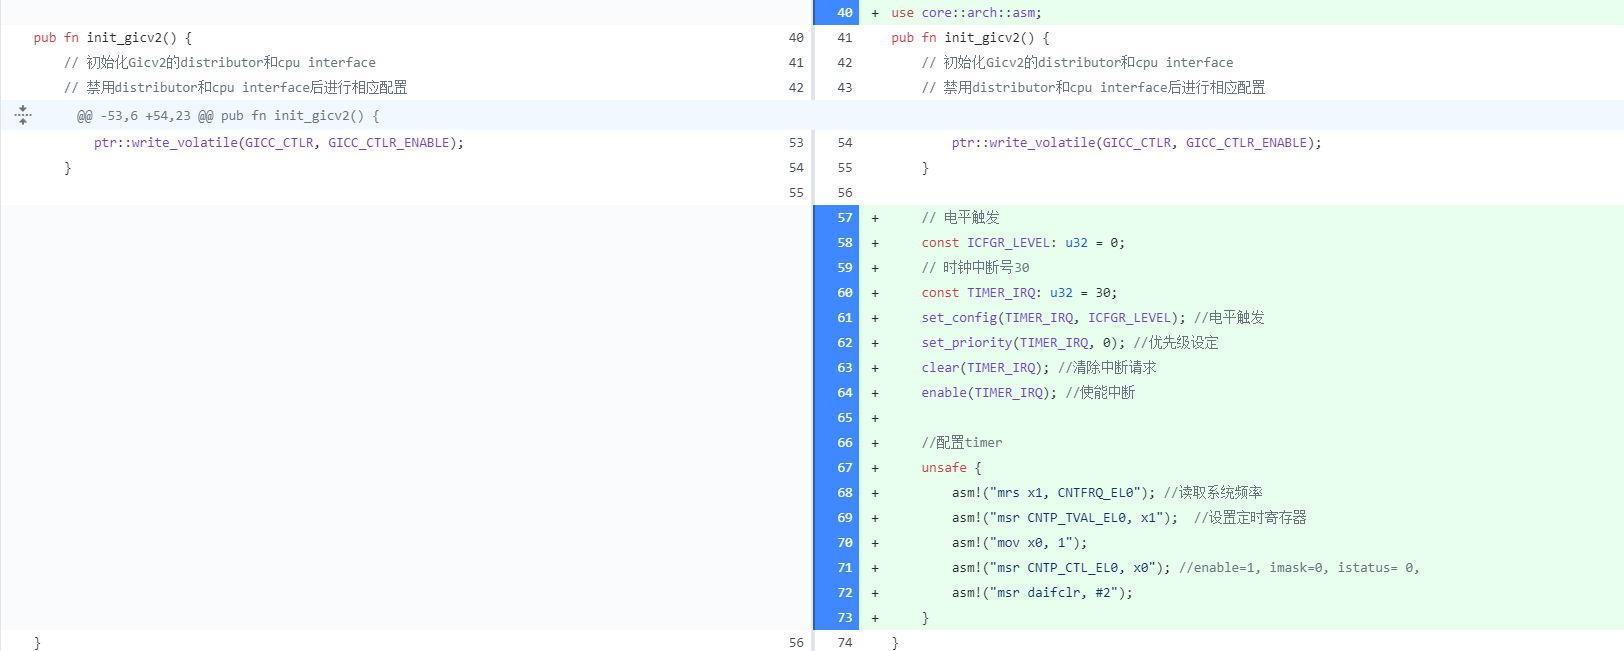 40 + use core::arch::asm;
pub fn init_gicv2() { 40 41 pub fn init_gicv2() {
// 初始化Gicv2的distributor和cpu interface 41 42 // 初始化Gicv2的distributor和cpu interface
// 禁用distributor和cpu interface后进行相应配置 42 43 // 禁用distributor和cpu interface后进行相应配置
@@ -53,6 +54,23 @@ pub fn init_gicv2() {
ptr::write_volatile(GICC_CTLR, GICC_CTLR_ENABLE); 53 54 ptr::write_volatile(GICC_CTLR, GICC_CTLR_ENABLE);
} 54 55 }
55 56
57 + // 电平触发
58 + const ICFGR_LEVEL: u32 = 0;
59 + // 时钟中断号30
60 + const TIMER_IRQ: u32 = 30;
61 + set_config(TIMER_IRQ, ICFGR_LEVEL); //电平触发
62 + set_priority(TIMER_IRQ, 0); //优先级设定
63 + clear(TIMER_IRQ); //清除中断请求
64 + enable(TIMER_IRQ); //使能中断
65 +
66 + //配置timer
67 + unsafe {
68 + asm!("mrs x1, CNTFRQ_EL0"); //读取系统频率
69 + asm!("msr CNTP_TVAL_EL0, x1"); //设置定时寄存器
70 + asm!("mov x0, 1");
71 + asm!("msr CNTP_CTL_EL0, x0"); //enable=1, imask=0, istatus= 0,
72 + asm!("msr daifclr, #2");
73 + }
} 56 74 }